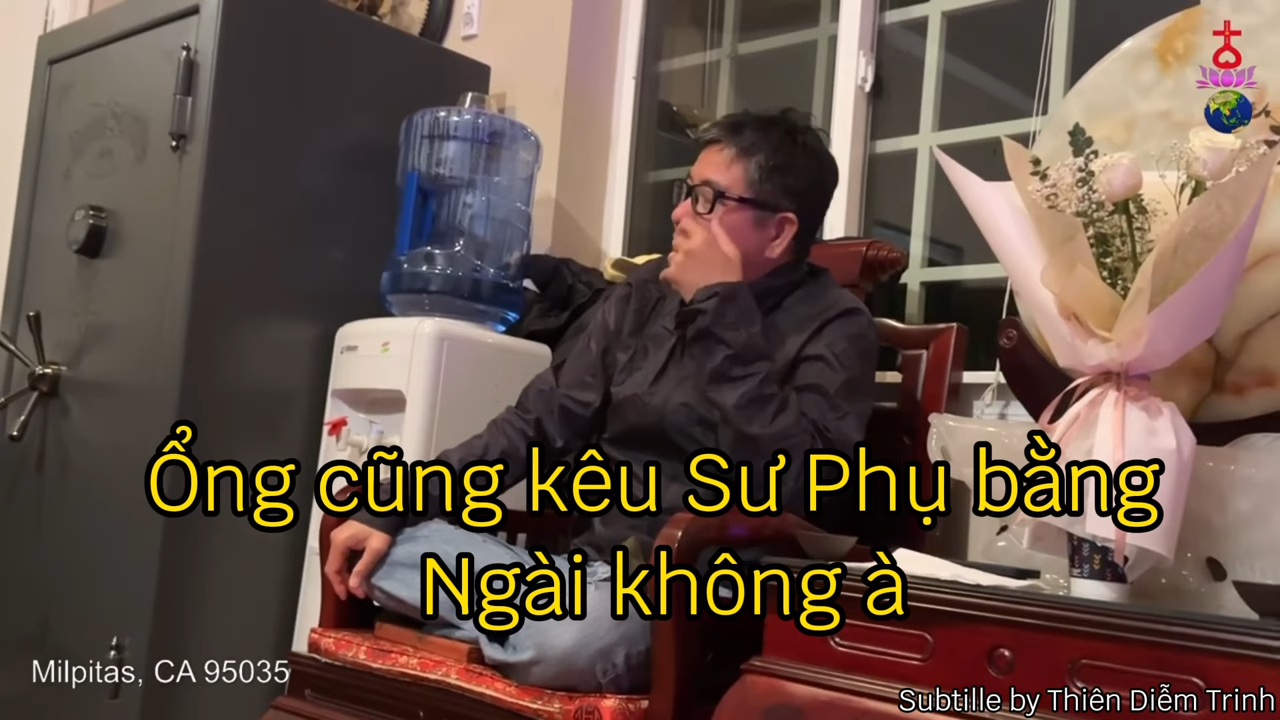 Ổng cũng kêu Sư Phụ bằng
Ngài không à
Milpitas, CA 95035
Subtille by Thiên Diễm Trinh